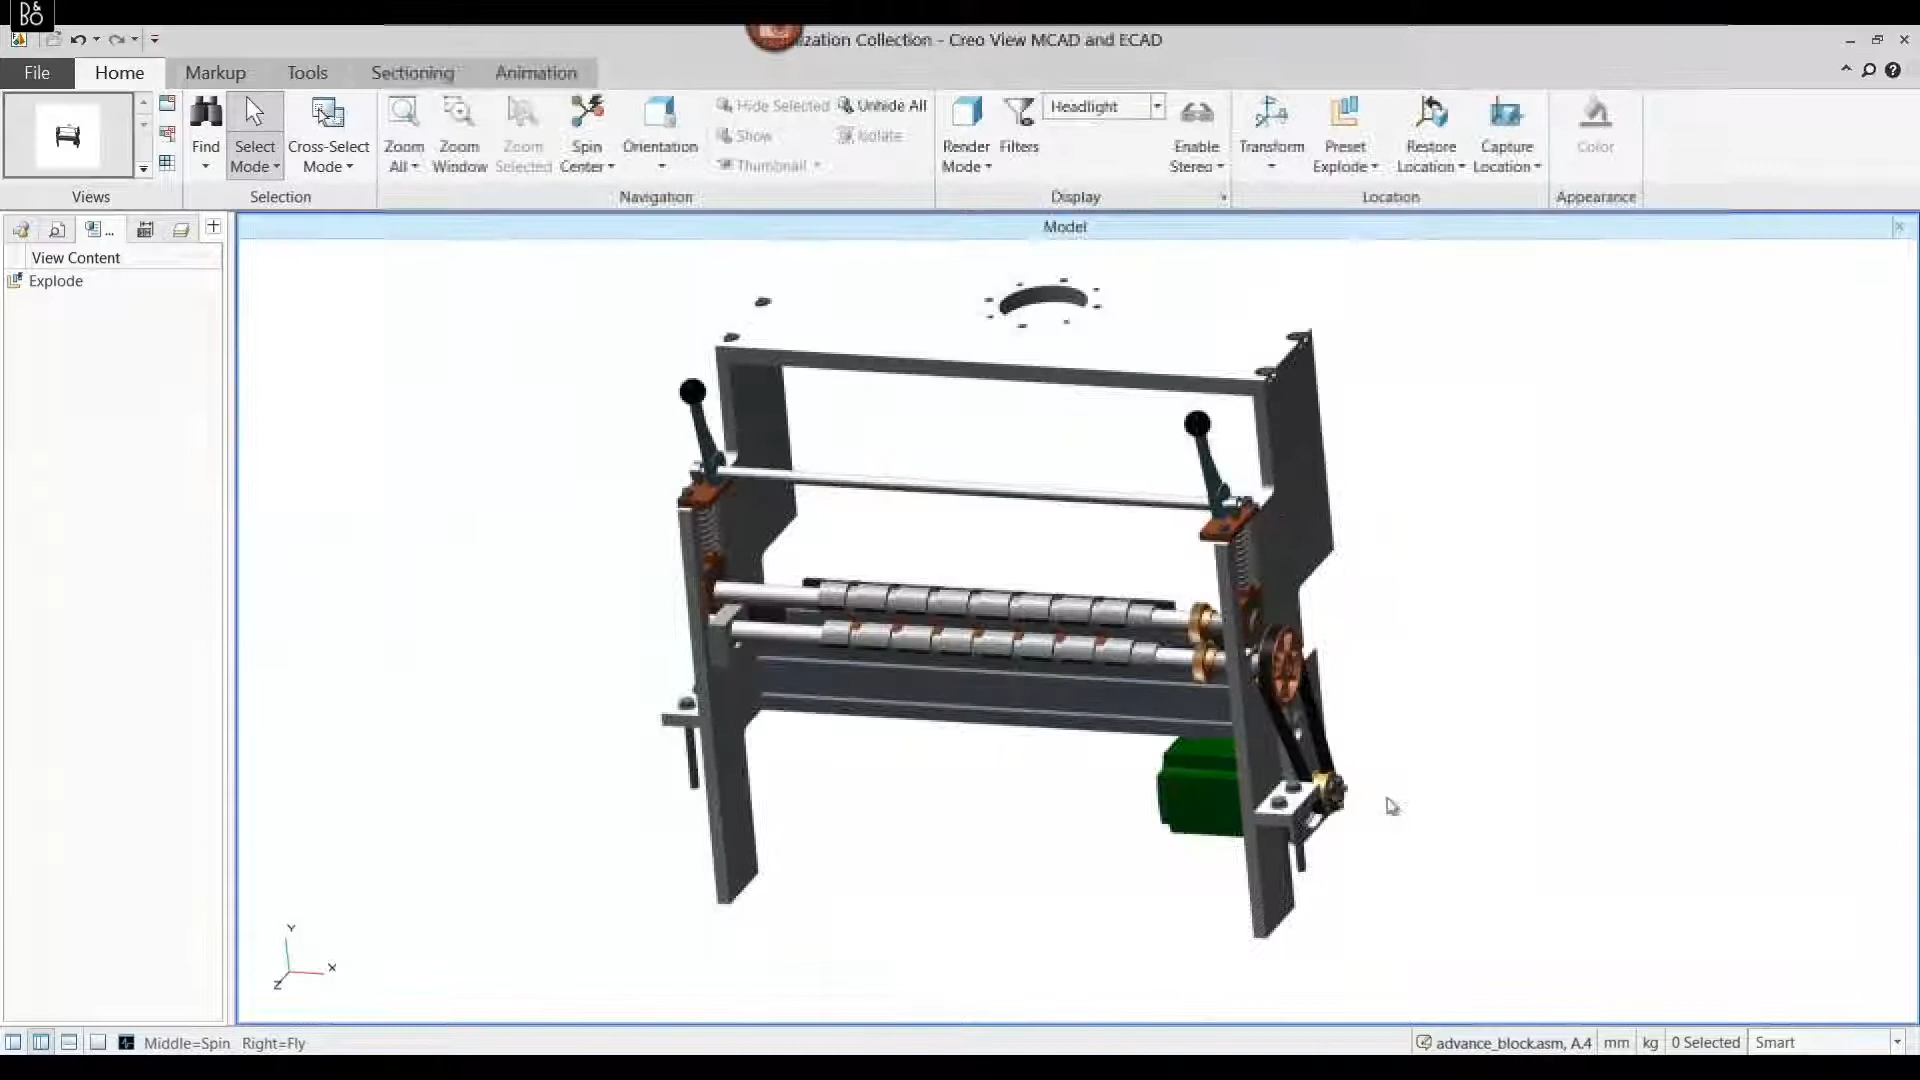 B&O
ization Collection - Creo View MCAD and ECAD
File Home Markup Tools Sectioning Animation
Find
Select Mode
Cross-Select Mode
Zoom All
Zoom Window
Zoom Selected
Spin Center
Orientation
Hide Selected
Unhide All
Show
Isolate
Thumbnail
Render Mode
Filters
Headlight
Enable Stereo
Transform
Preset Explode
Restore Location
Capture Location
Color
Views Selection Navigation Display Location Appearance
Model
View Content
Explode
Y
X
Z
Middle=Spin Right=Fly
advance_block.asm, A.4 mm kg 0 Selected Smart